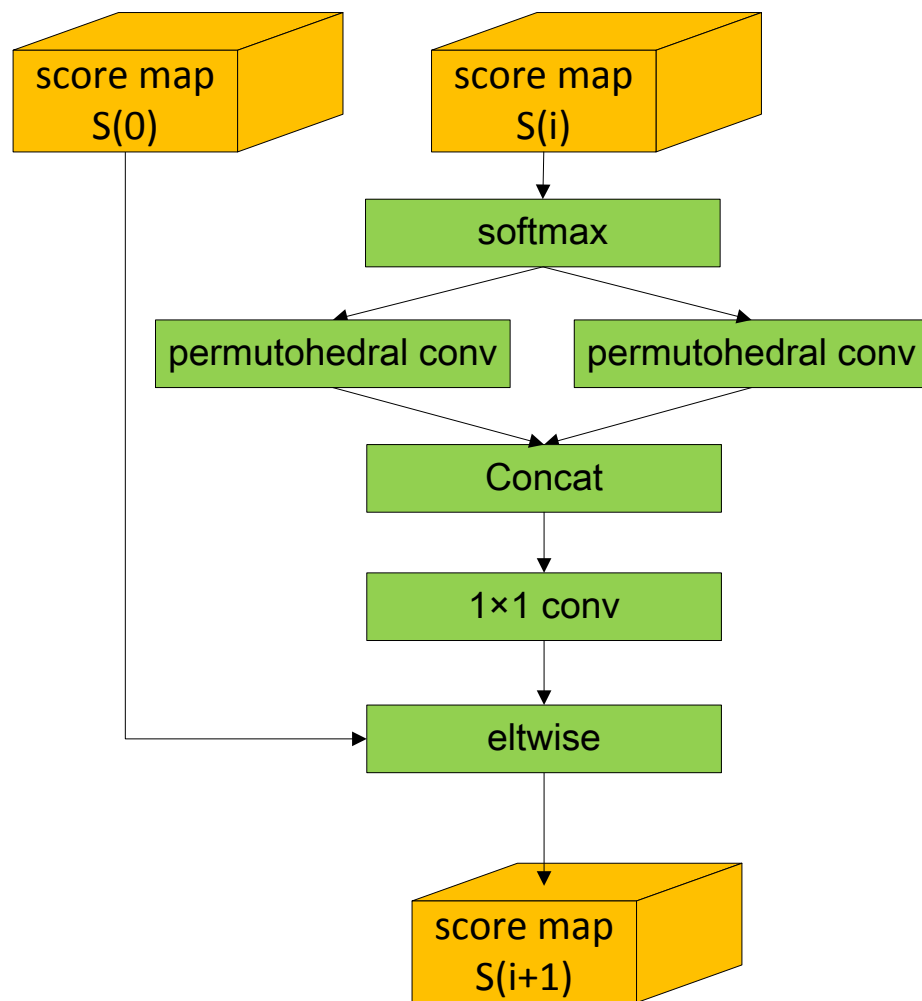 score map
S(0)
score map
S(i)
softmax
permutohedral conv
permutohedral conv
Concat
1×1 conv
eltwise
score map
S(i+1)